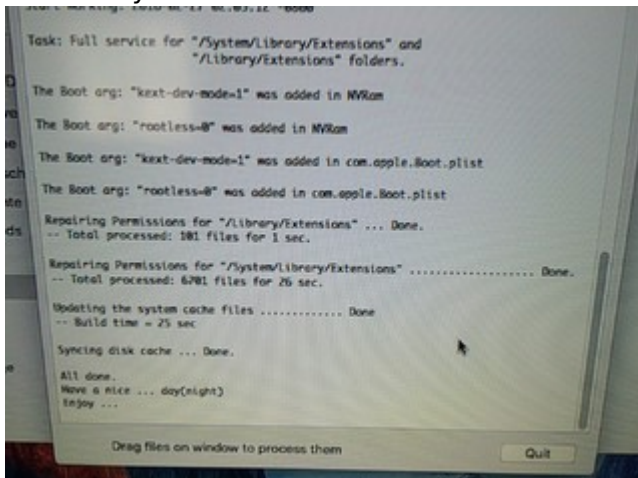 Task: Full service for "/System/Library/Extensions" and
"/Library/Extensions" folders.
The Boot arg: "kext-dev-mode=1" was added in NVRam
The Boot arg: "rootless=0" was added in NVRam
The Boot arg: "kext-dev-mode=1" was added in com.apple.Boot.plist
The Boot arg: "rootless=0" was added in com.apple.Boot.plist
Repairing Permissions for "/Library/Extensions" ... Done.
-- Total processed: 101 files for 1 sec.
Repairing Permissions for "/System/Library/Extensions" .................. Done.
-- Total processed: 6701 files for 26 sec.
Updating the system cache files ............. Done
-- Build time = 25 sec
Syncing disk cache ... Done.
All done.
Have a nice ... day(night)
Enjoy ...
Drag files on window to process them
Quit